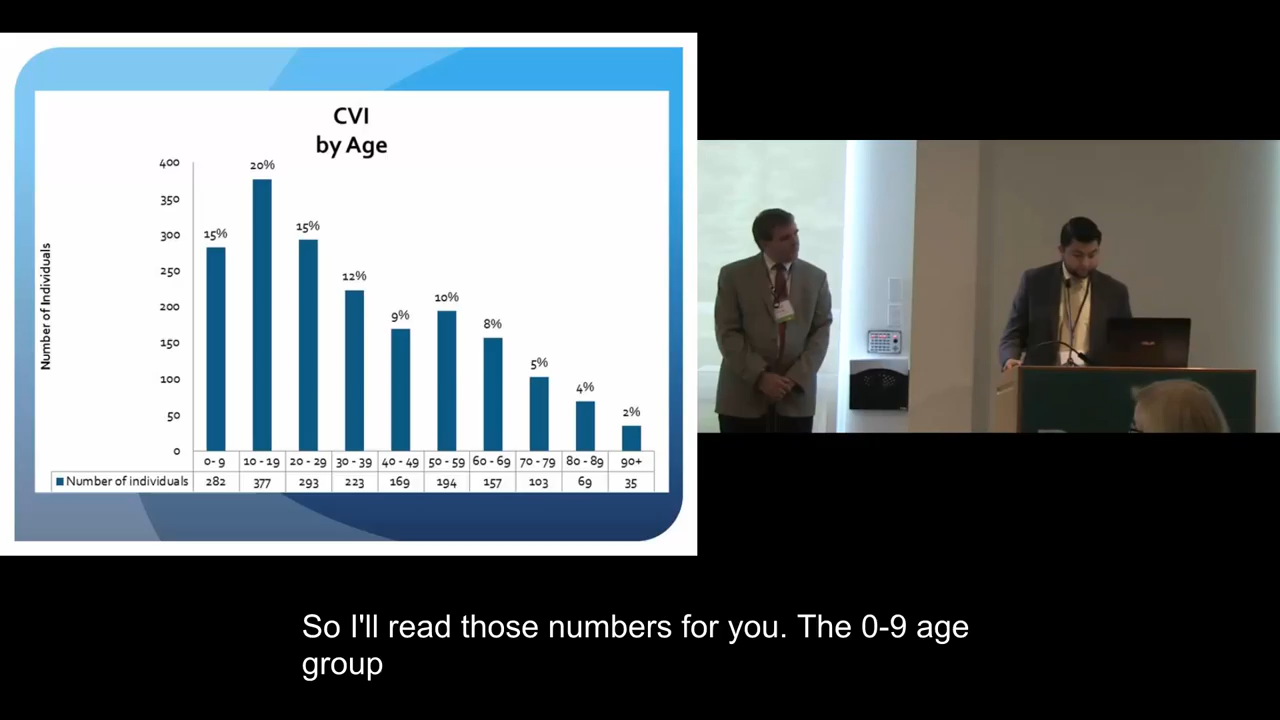 CVI
by Age
Number of Individuals
400
350
300
250
200
150
100
50
0
15%
20%
15%
12%
9%
10%
8%
5%
4%
2%
0- 9 10 - 19 20 - 29 30 - 39 40 - 49 50 - 59 60 - 69 70 - 79 80 - 89 90+
Number of individuals 282 377 293 223 169 194 157 103 69 35
So I'll read those numbers for you. The 0-9 age
group